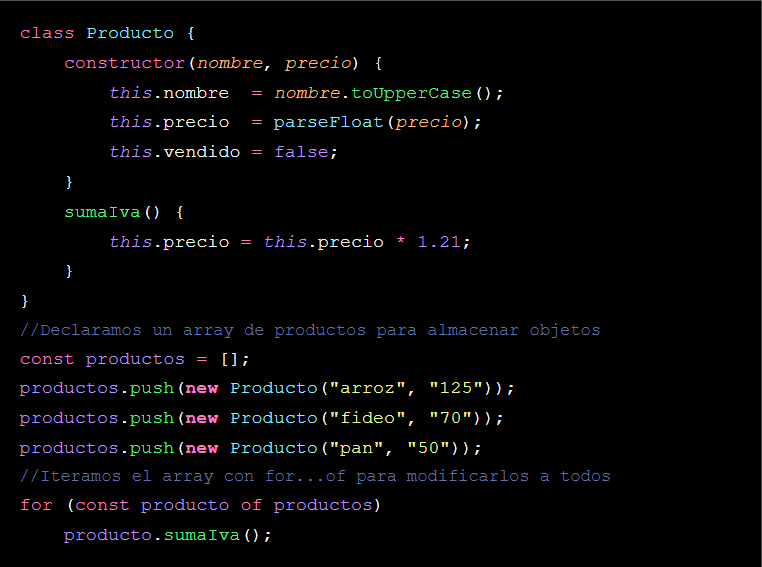 class Producto {
    constructor(nombre, precio) {
        this.nombre  = nombre.toUpperCase();
        this.precio  = parseFloat(precio);
        this.vendido = false;
    }
    sumaIva() {
        this.precio = this.precio * 1.21;
    }
}
//Declaramos un array de productos para almacenar objetos
const productos = [];
productos.push(new Producto("arroz", "125"));
productos.push(new Producto("fideo", "70"));
productos.push(new Producto("pan", "50"));
//Iteramos el array con for...of para modificarlos a todos
for (const producto of productos)
    producto.sumaIva();